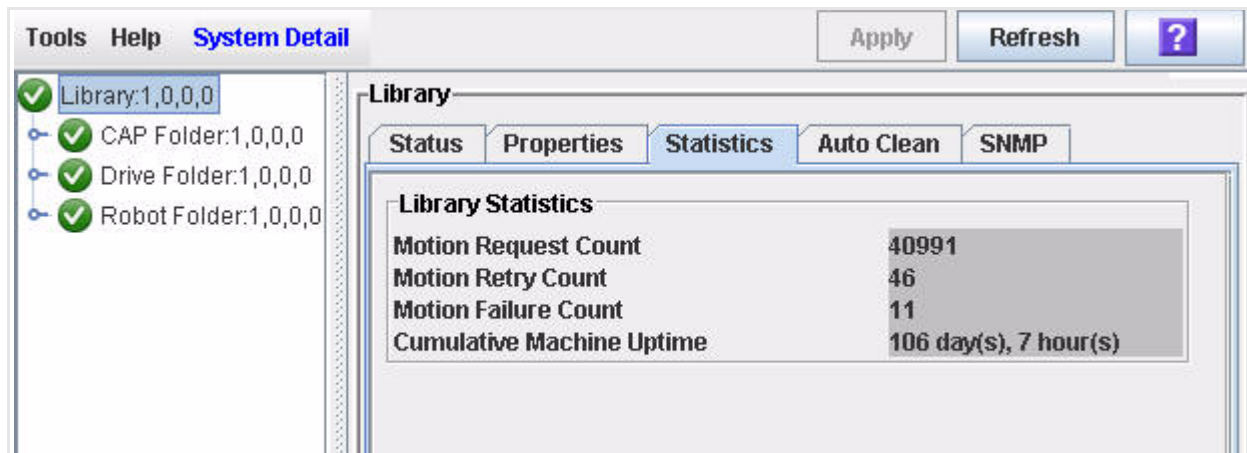 Tools Help System Detail Apply Refresh ?
Library:1,0,0,0
CAP Folder:1,0,0,0
Drive Folder:1,0,0,0
Robot Folder:1,0,0,0
Library
Status Properties Statistics Auto Clean SNMP
Library Statistics
Motion Request Count 40991
Motion Retry Count 46
Motion Failure Count 11
Cumulative Machine Uptime 106 day(s), 7 hour(s)